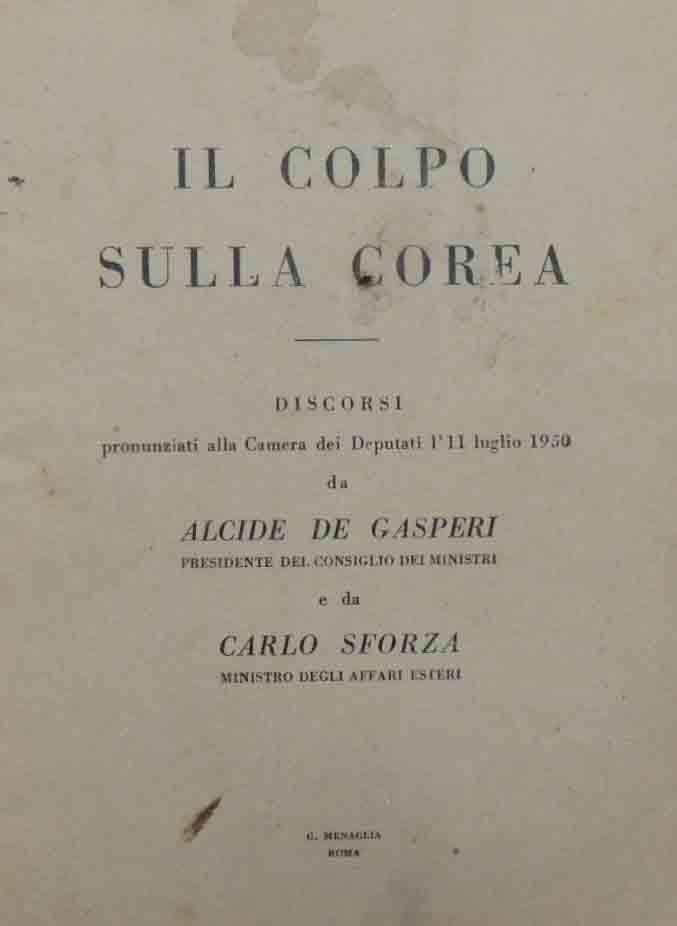 IL COLPO
SULLA COREA
DISCORSI
pronunziati alla Camera dei Deputati l'11 luglio 1950
da
ALCIDE DE GASPERI
PRESIDENTE DEL CONSIGLIO DEI MINISTRI
e da
CARLO SFORZA
MINISTRO DEGLI AFFARI ESTERI
G. MENAGLIA
ROMA